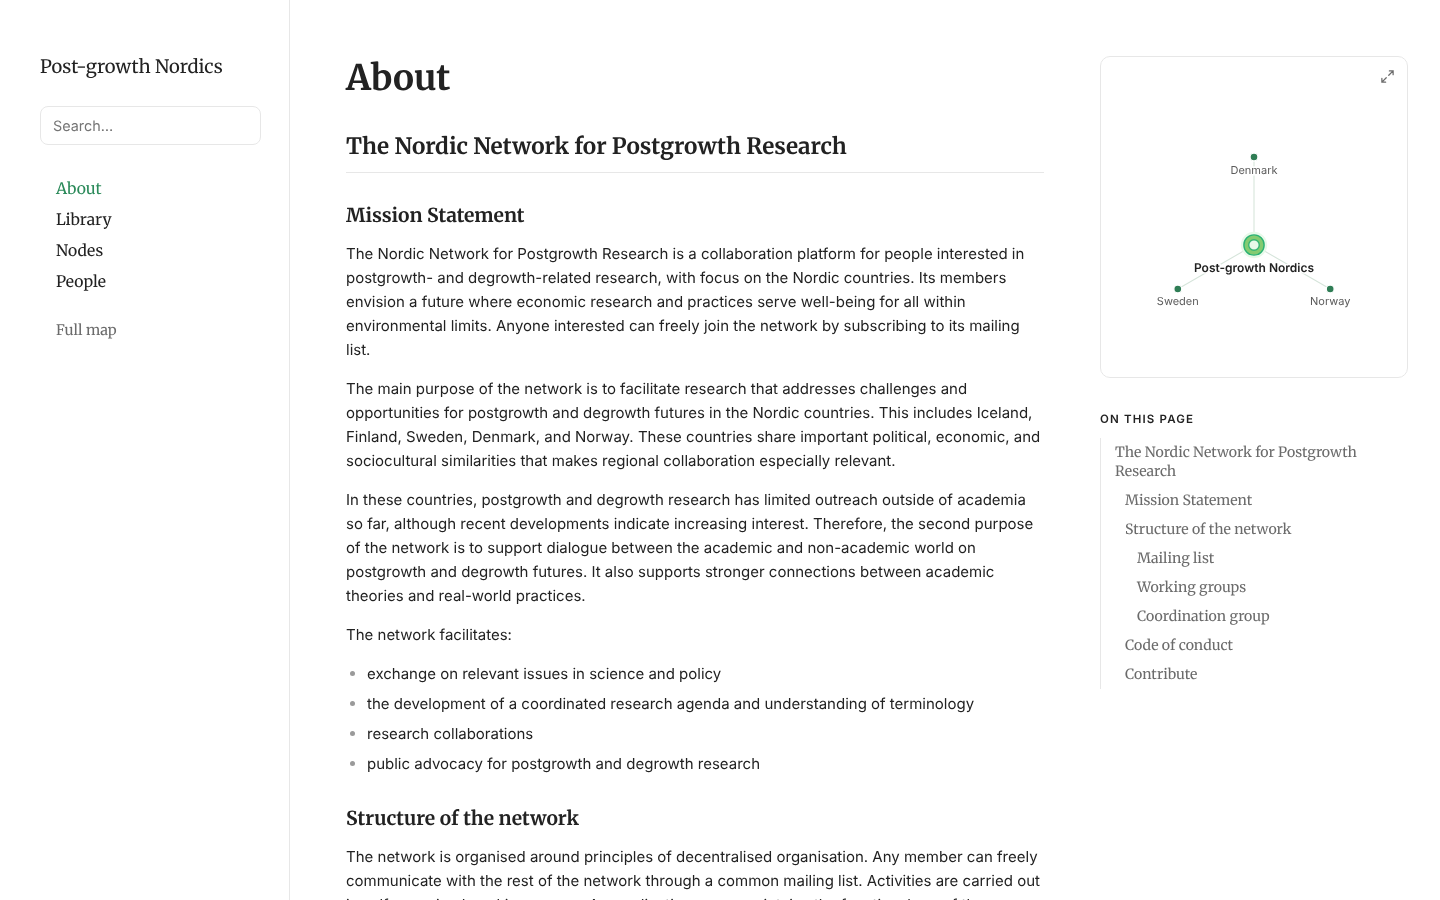 Post-growth Nordics
Search...
About
Library
Nodes
People
Full map
About
The Nordic Network for Postgrowth Research
Mission Statement
The Nordic Network for Postgrowth Research is a collaboration platform for people interested in
postgrowth- and degrowth-related research, with focus on the Nordic countries. Its members
envision a future where economic research and practices serve well-being for all within
environmental limits. Anyone interested can freely join the network by subscribing to its mailing
list.
The main purpose of the network is to facilitate research that addresses challenges and
opportunities for postgrowth and degrowth futures in the Nordic countries. This includes Iceland,
Finland, Sweden, Denmark, and Norway. These countries share important political, economic, and
sociocultural similarities that makes regional collaboration especially relevant.
In these countries, postgrowth and degrowth research has limited outreach outside of academia
so far, although recent developments indicate increasing interest. Therefore, the second purpose
of the network is to support dialogue between the academic and non-academic world on
postgrowth and degrowth futures. It also supports stronger connections between academic
theories and real-world practices.
The network facilitates:
exchange on relevant issues in science and policy
the development of a coordinated research agenda and understanding of terminology
research collaborations
public advocacy for postgrowth and degrowth research
Structure of the network
The network is organised around principles of decentralised organisation. Any member can freely
communicate with the rest of the network through a common mailing list. Activities are carried out
Denmark
Post-growth Nordics
Sweden
Norway
ON THIS PAGE
The Nordic Network for Postgrowth
Research
Mission Statement
Structure of the network
Mailing list
Working groups
Coordination group
Code of conduct
Contribute